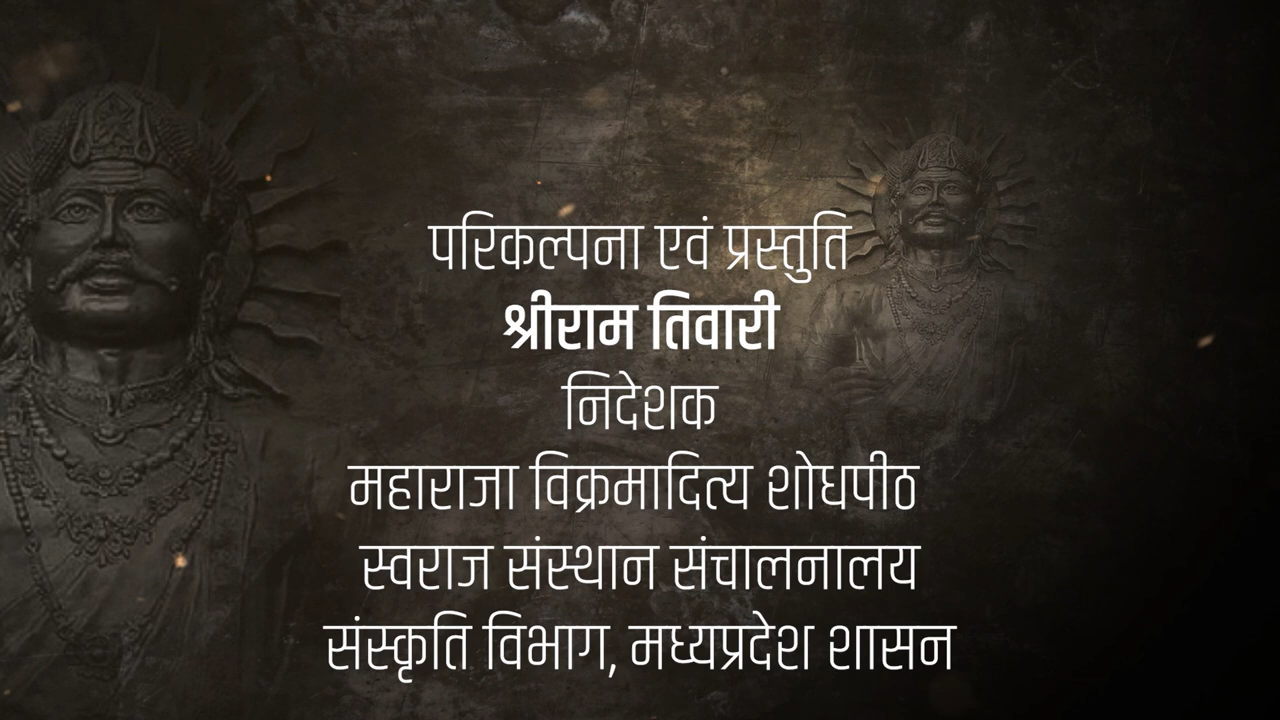 परिकल्पना एवं प्रस्तुति
श्रीराम तिवारी
निदेशक
महाराजा विक्रमादित्य शोधपीठ
स्वराज संस्थान संचालनालय
संस्कृति विभाग, मध्यप्रदेश शासन